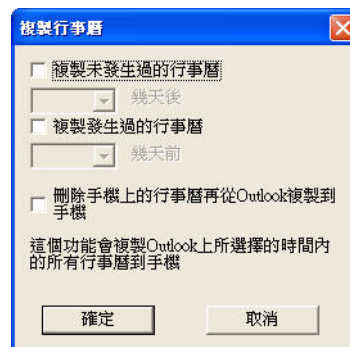 複製行事曆
複製未發生過的行事曆
幾天後
複製發生過的行事曆
幾天前
刪除手機上的行事曆再從Outlook複製到
手機
這個功能會複製Outlook上所選擇的時間內
的所有行事曆到手機
確定
取消